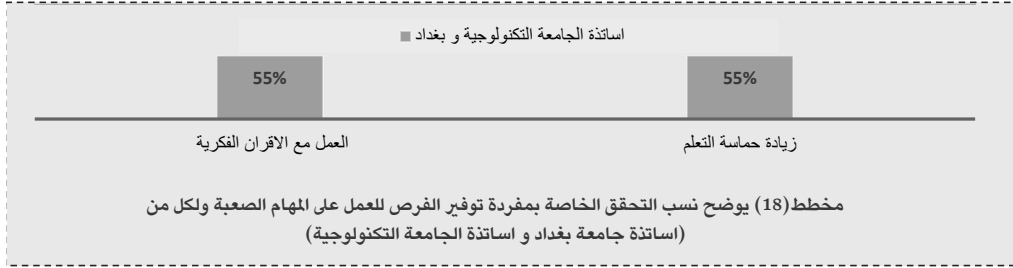 اساتذة الجامعة التكنولوجية و بغداد
55%
55%
زيادة حماسة التعلم
العمل مع الاقران الفكرية
مخطط(18) يوضح نسب التحقق الخاصة بمفردة توفير الفرص للعمل على المهام الصعبة ولكل من
(اساتذة جامعة بغداد و اساتذة الجامعة التكنولوجية)